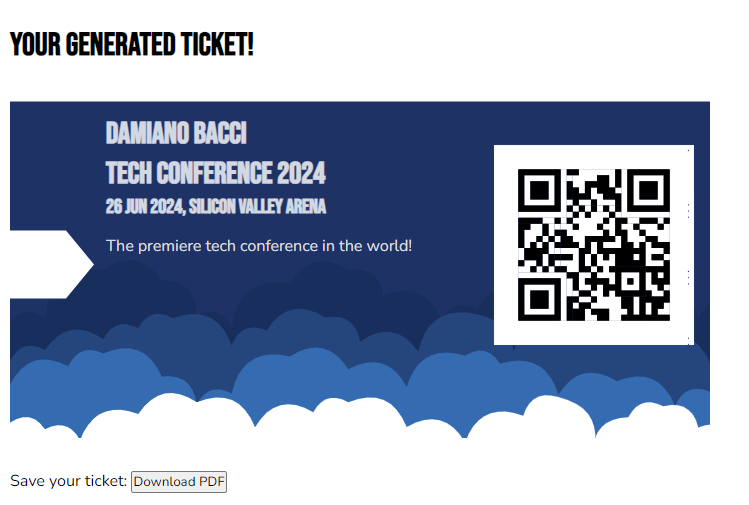 YOUR GENERATED TICKET!
DAMIANO BACCI
TECH CONFERENCE 2024
26 JUN 2024, SILICON VALLEY ARENA
The premiere tech conference in the world!
Save your ticket: Download PDF